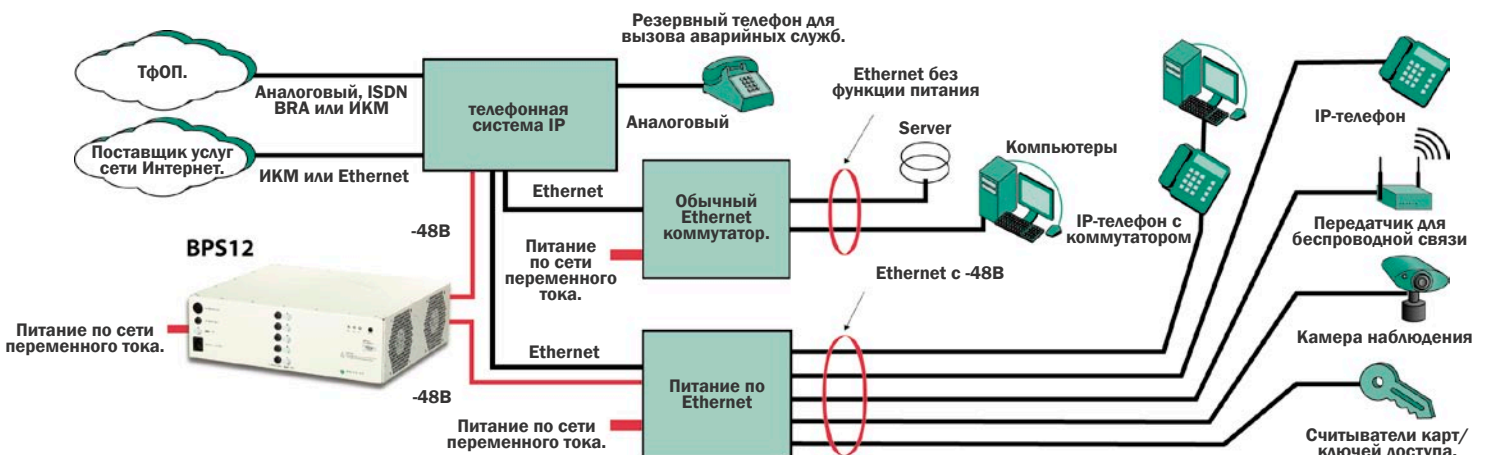 Резервный телефон для
вызова аварийных служб.
ТфОП.
Аналоговый, ISDN
BRA или ИКМ
телефонная
система IP
Аналоговый
Ethernet без
функции питания
Server
Компьютеры
IP-телефон
Поставщик услуг
сети Интернет.
ИКМ или Ethernet
Ethernet
Обычный
Ethernet
коммутатор.
IP-телефон с
коммутатором
Передатчик для
беспроводной связи
-48В
BPS12
Питание
по сети
переменного
тока.
Ethernet с -48В
Питание по сети
переменного тока.
Ethernet
Камера наблюдения
-48В
Питание по
Ethernet
Питание по сети
переменного тока.
Считыватели карт/
ключей доступа.